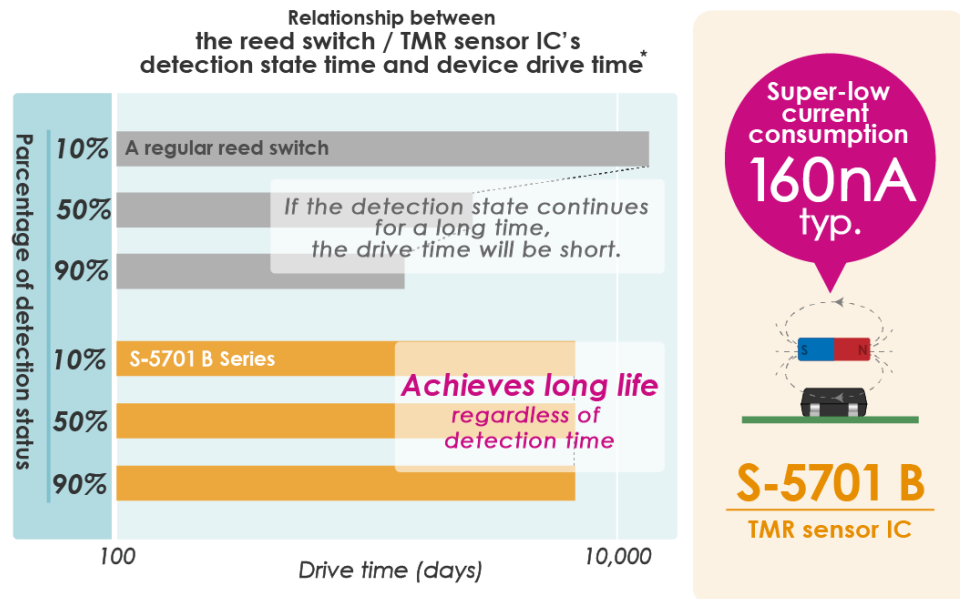 Relationship between
the reed switch / TMR sensor IC's
detection state time and device drive time*
Parcentage of detection status
10%
A regular reed switch
50%
90%
If the detection state continues
for a long time,
the drive time will be short.
10%
S-5701 B Series
50%
90%
Achieves long life
regardless of
detection time
100
10,000
Drive time (days)
Super-low
current
consumption
160nA
typ.
S
N
S-5701 B
TMR sensor IC